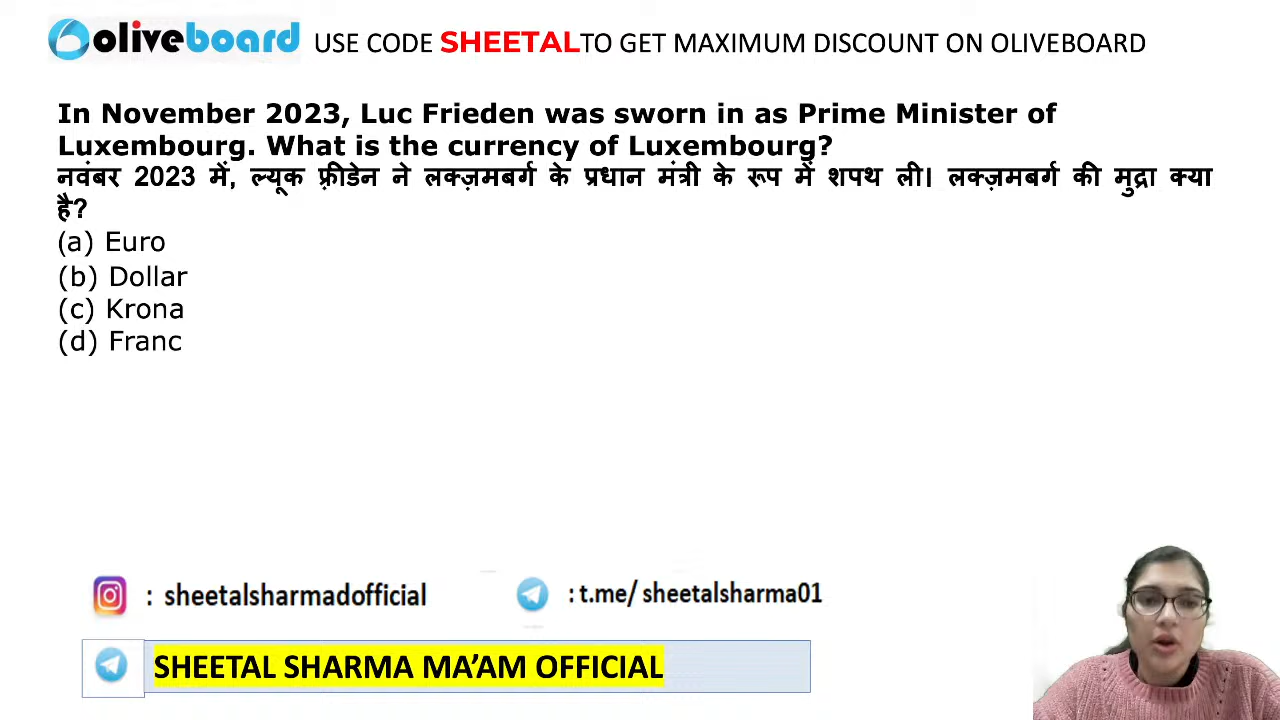 oliveboard USE CODE SHEETAL TO GET MAXIMUM DISCOUNT ON OLIVEBOARD
In November 2023, Luc Frieden was sworn in as Prime Minister of
Luxembourg. What is the currency of Luxembourg?
नवंबर 2023 में, ल्यूक फ़्रीडेन ने लक्ज़मबर्ग के प्रधान मंत्री के रूप में शपथ ली। लक्ज़मबर्ग की मुद्रा क्या
है?
(a) Euro
(b) Dollar
(c) Krona
(d) Franc
: sheetalsharmadofficial : t.me/ sheetalsharma01
SHEETAL SHARMA MA'AM OFFICIAL